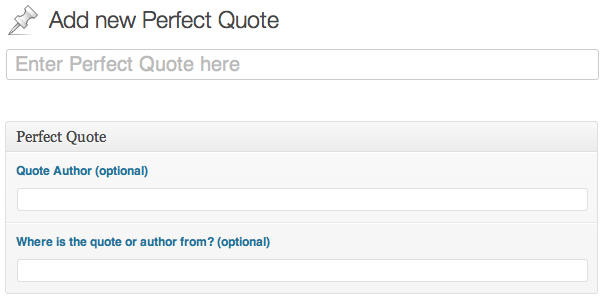 Add new Perfect Quote
Enter Perfect Quote here
Perfect Quote
Quote Author (optional)
Where is the quote or author from? (optional)